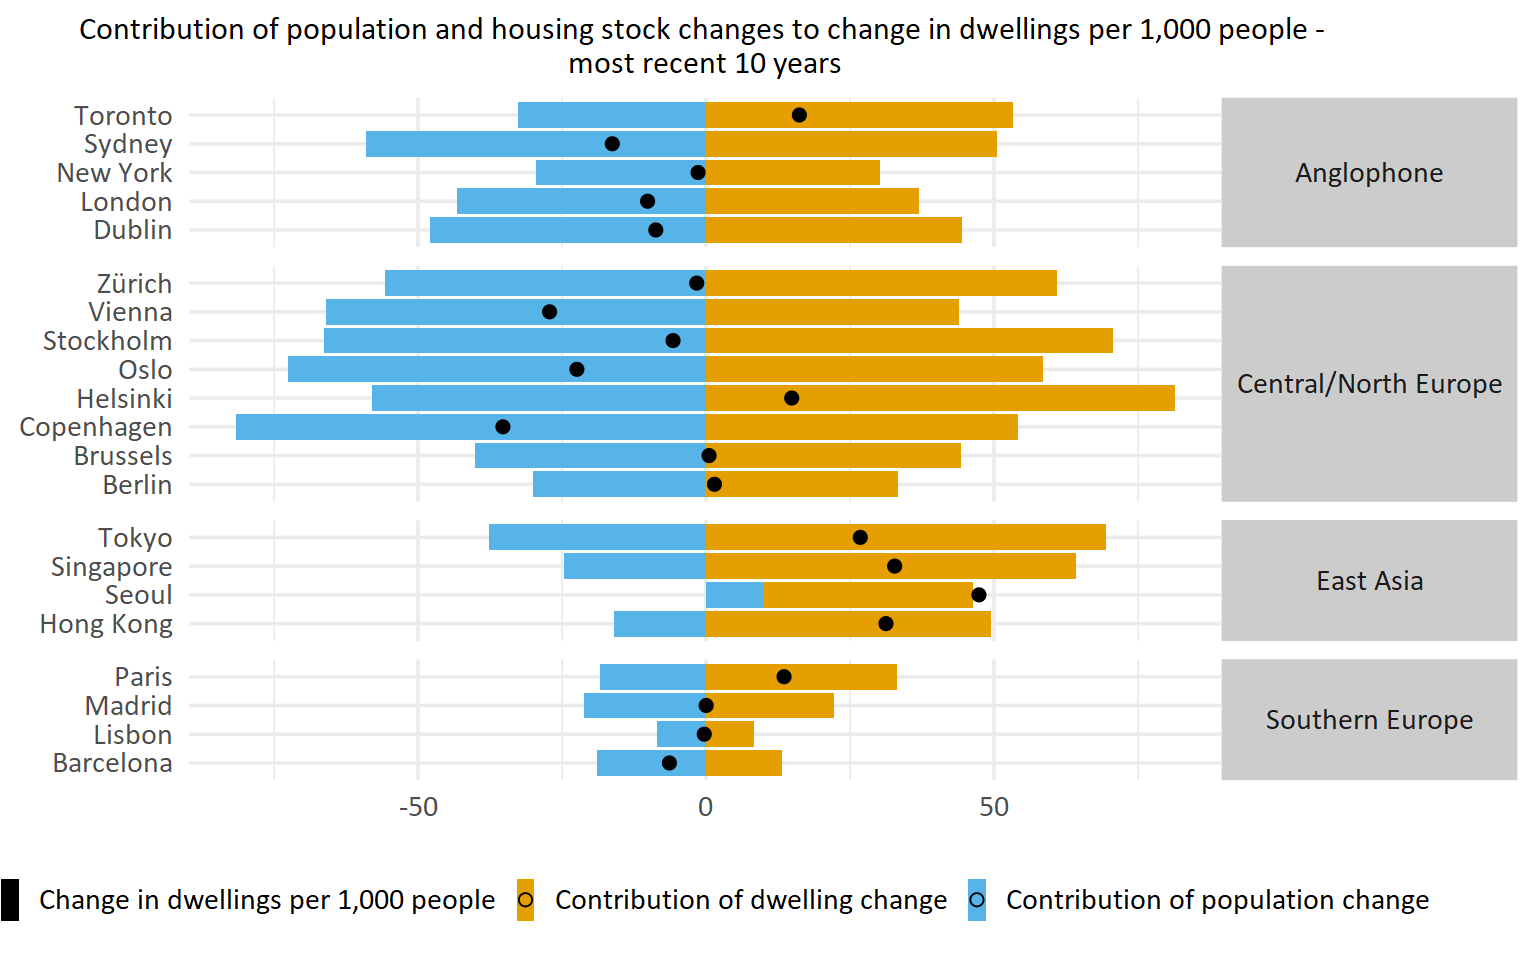 Contribution of population and housing stock changes to change in dwellings per 1,000 people -
most recent 10 years
Toronto
Sydney
New York
London
Dublin
Anglophone
Zürich
Vienna
Stockholm
Oslo
Helsinki
Copenhagen
Brussels
Berlin
Central/North Europe
Tokyo
Singapore
Seoul
Hong Kong
East Asia
Paris
Madrid
Lisbon
Barcelona
Southern Europe
-50 0 50
Change in dwellings per 1,000 people Contribution of dwelling change Contribution of population change